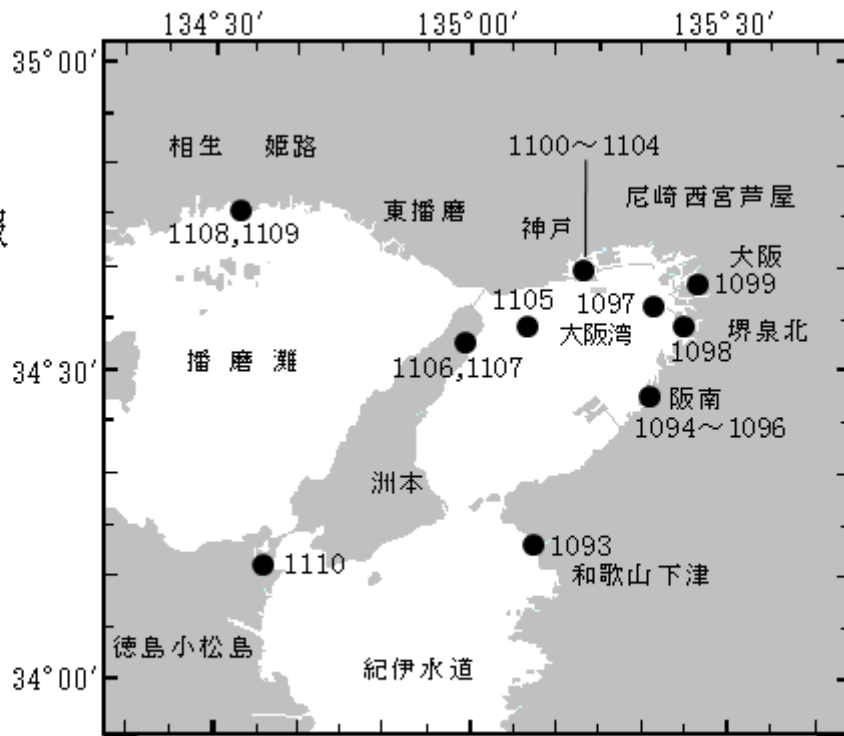 134°30′ 135°00′ 135°30′
35°00′
相生 姫路
1100～1104
尼崎西宮芦屋
東播磨
神戸
1108,1109
大阪
1099
1105
1097
大阪湾
堺泉北
1098
播磨灘
1106,1107
34°30′
阪南
1094～1096
洲本
1093
和歌山下津
1110
徳島小松島
紀伊水道
34°00′